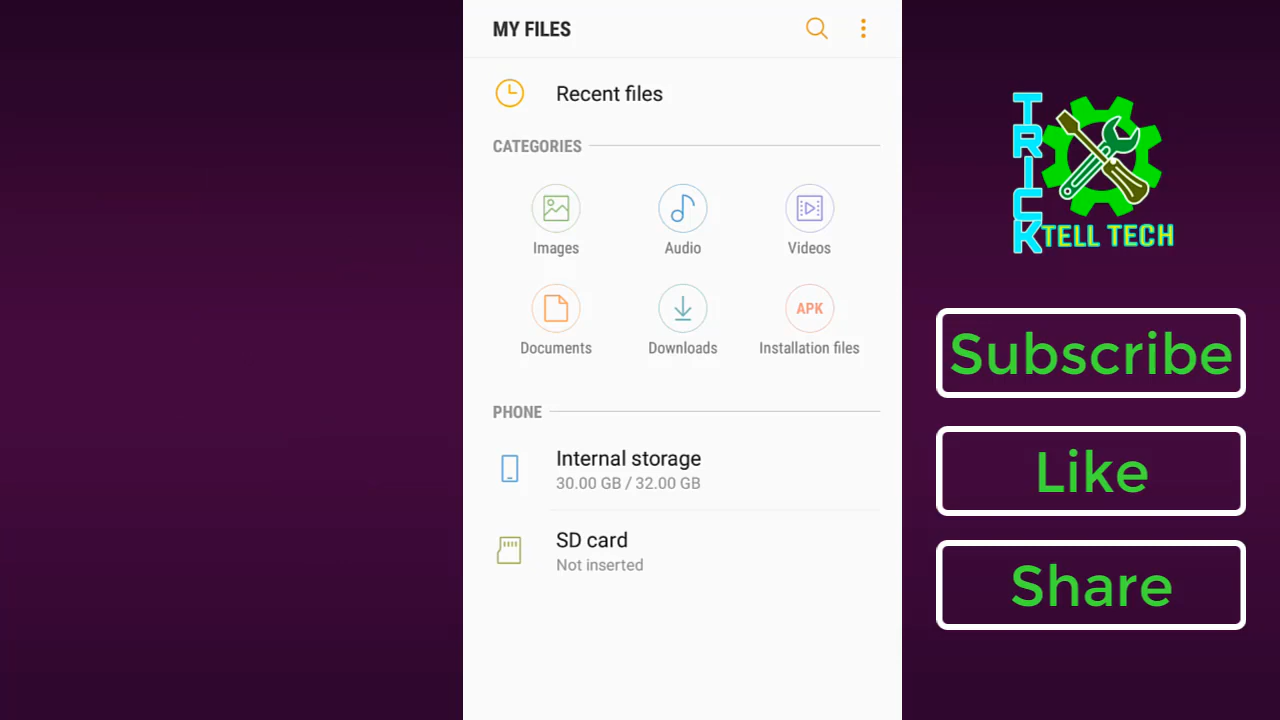 MY FILES
Recent files
CATEGORIES
Images
Audio
Videos
Documents
Downloads
APK
Installation files
PHONE
Internal storage
30.00 GB / 32.00 GB
SD card
Not inserted
TRICK
TELL TECH
Subscribe
Like
Share